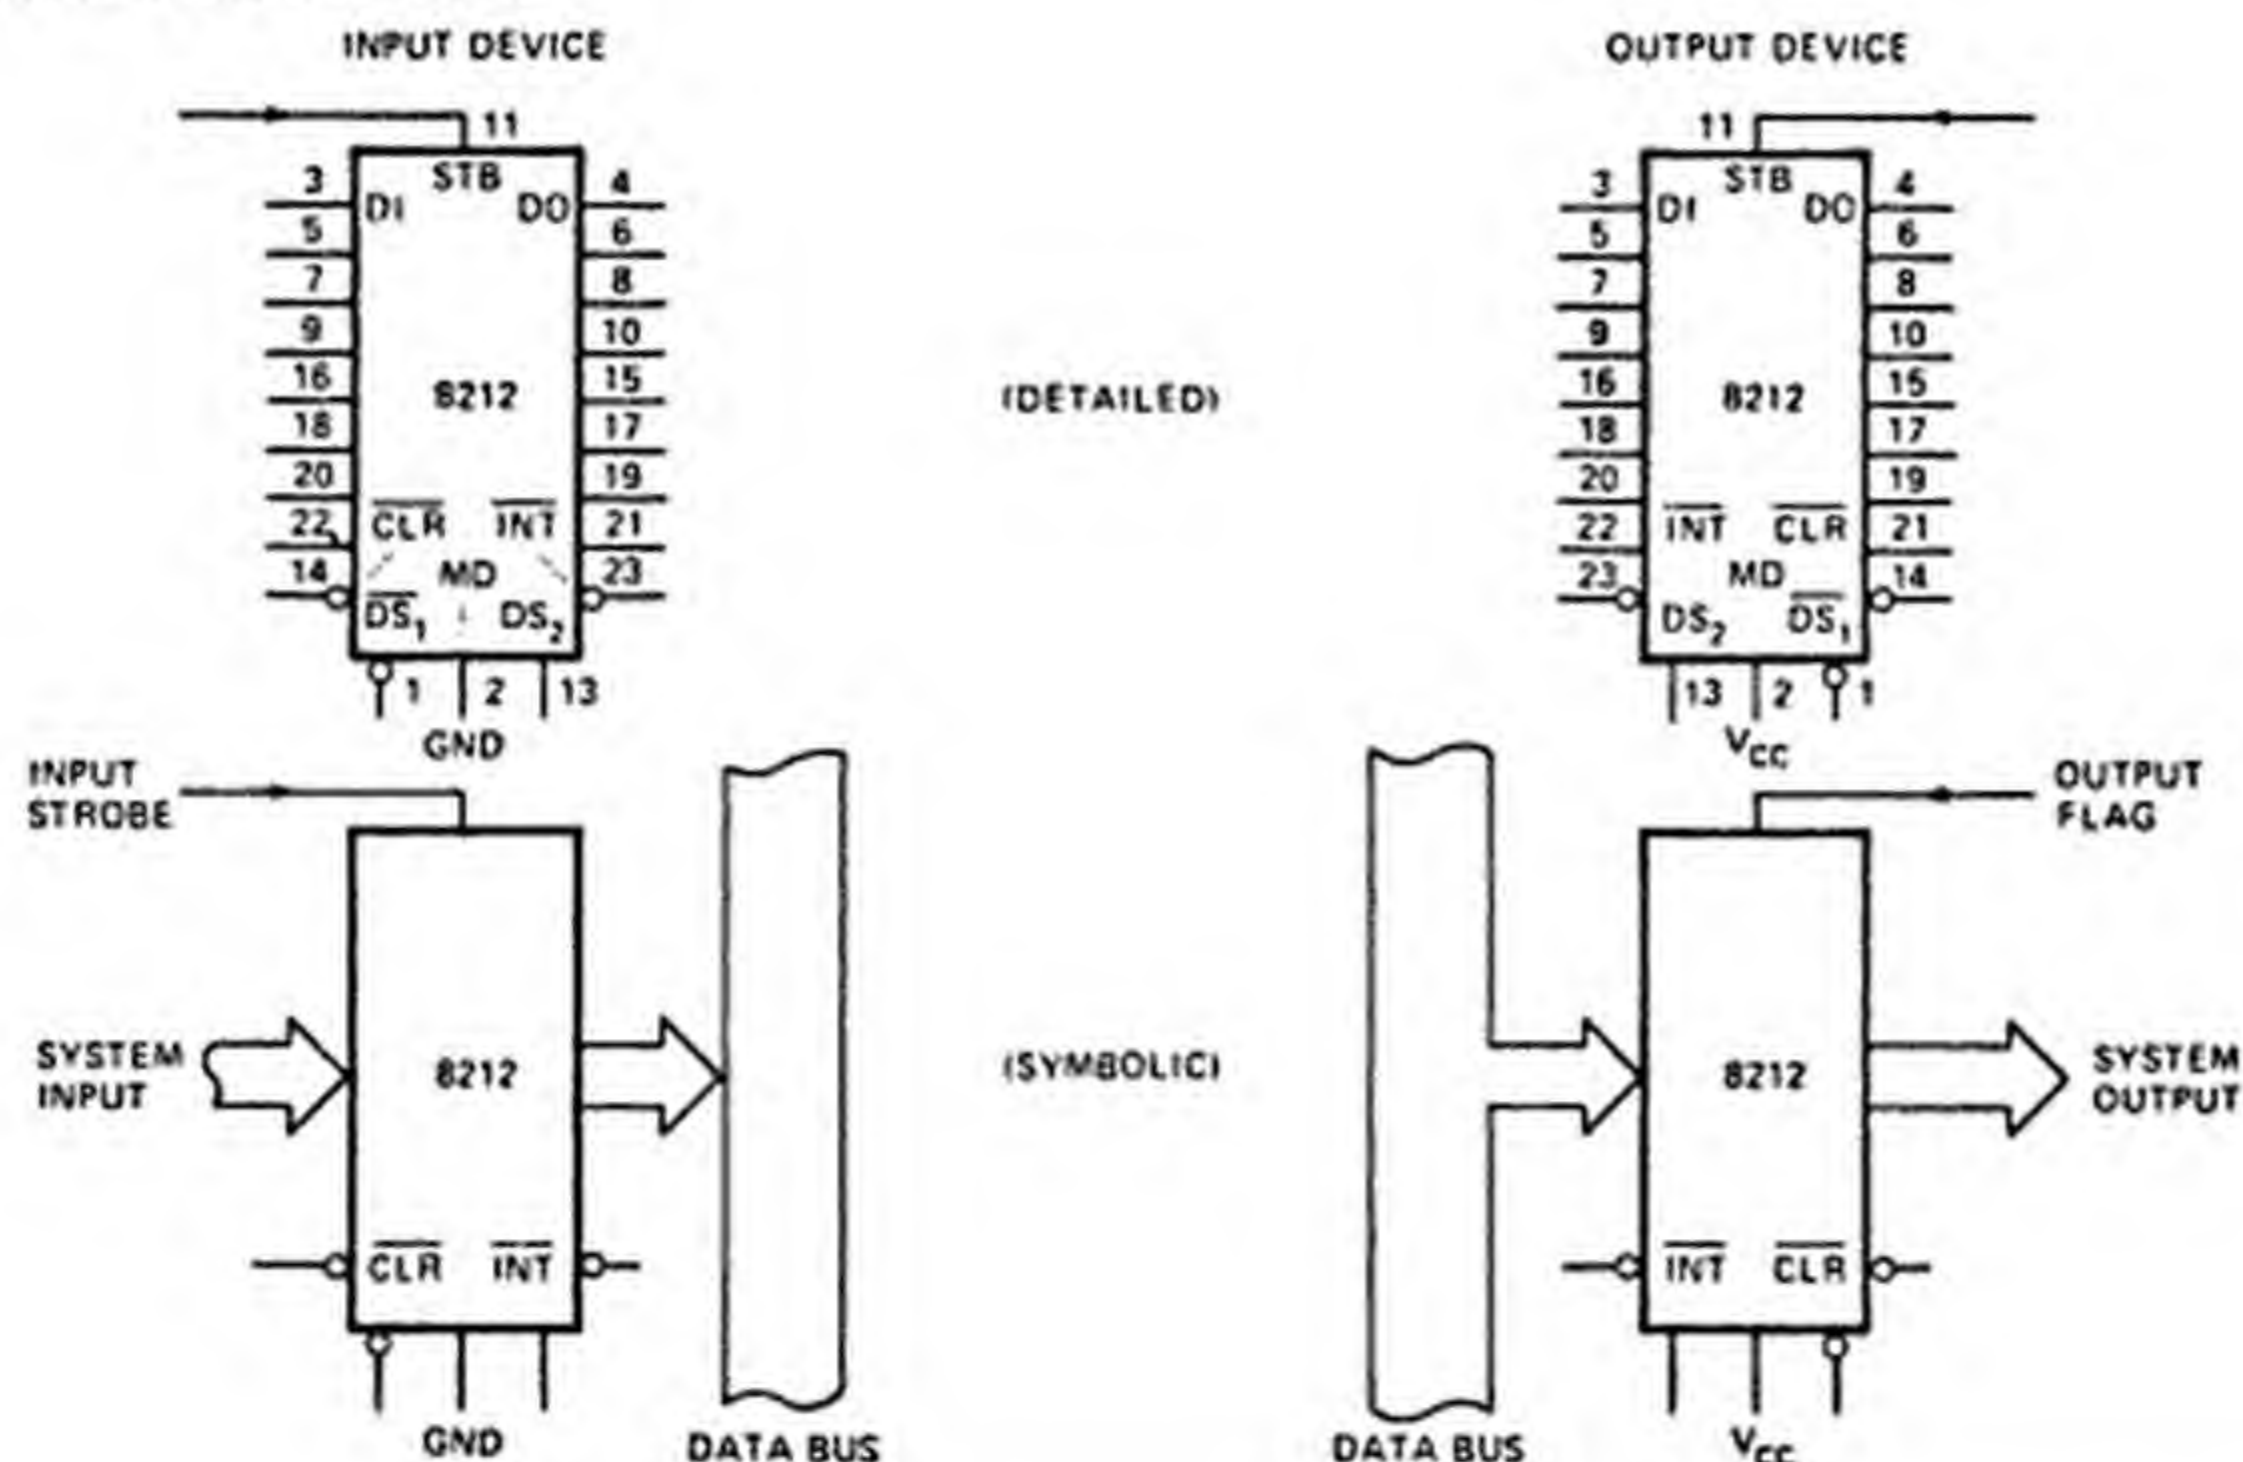 INPUT DEVICE
OUTPUT DEVICE
11
STB
3 DI DO 4
5 6
7 8
9 10
16 8212 15
18 17
20 19
22 CLR INT 21
14 MD 23
DS1 DS2
1 2 13
GND
(DETAILED)
11
STB
3 DI DO 4
5 6
7 8
9 10
16 8212 15
18 17
20 19
22 INT CLR 21
23 MD 14
DS2 DS1
13 2 1
VCC
INPUT
STROBE
SYSTEM
INPUT
8212
CLR INT
GND
DATA BUS
(SYMBOLIC)
OUTPUT
FLAG
8212
SYSTEM
OUTPUT
INT CLR
VCC
DATA BUS